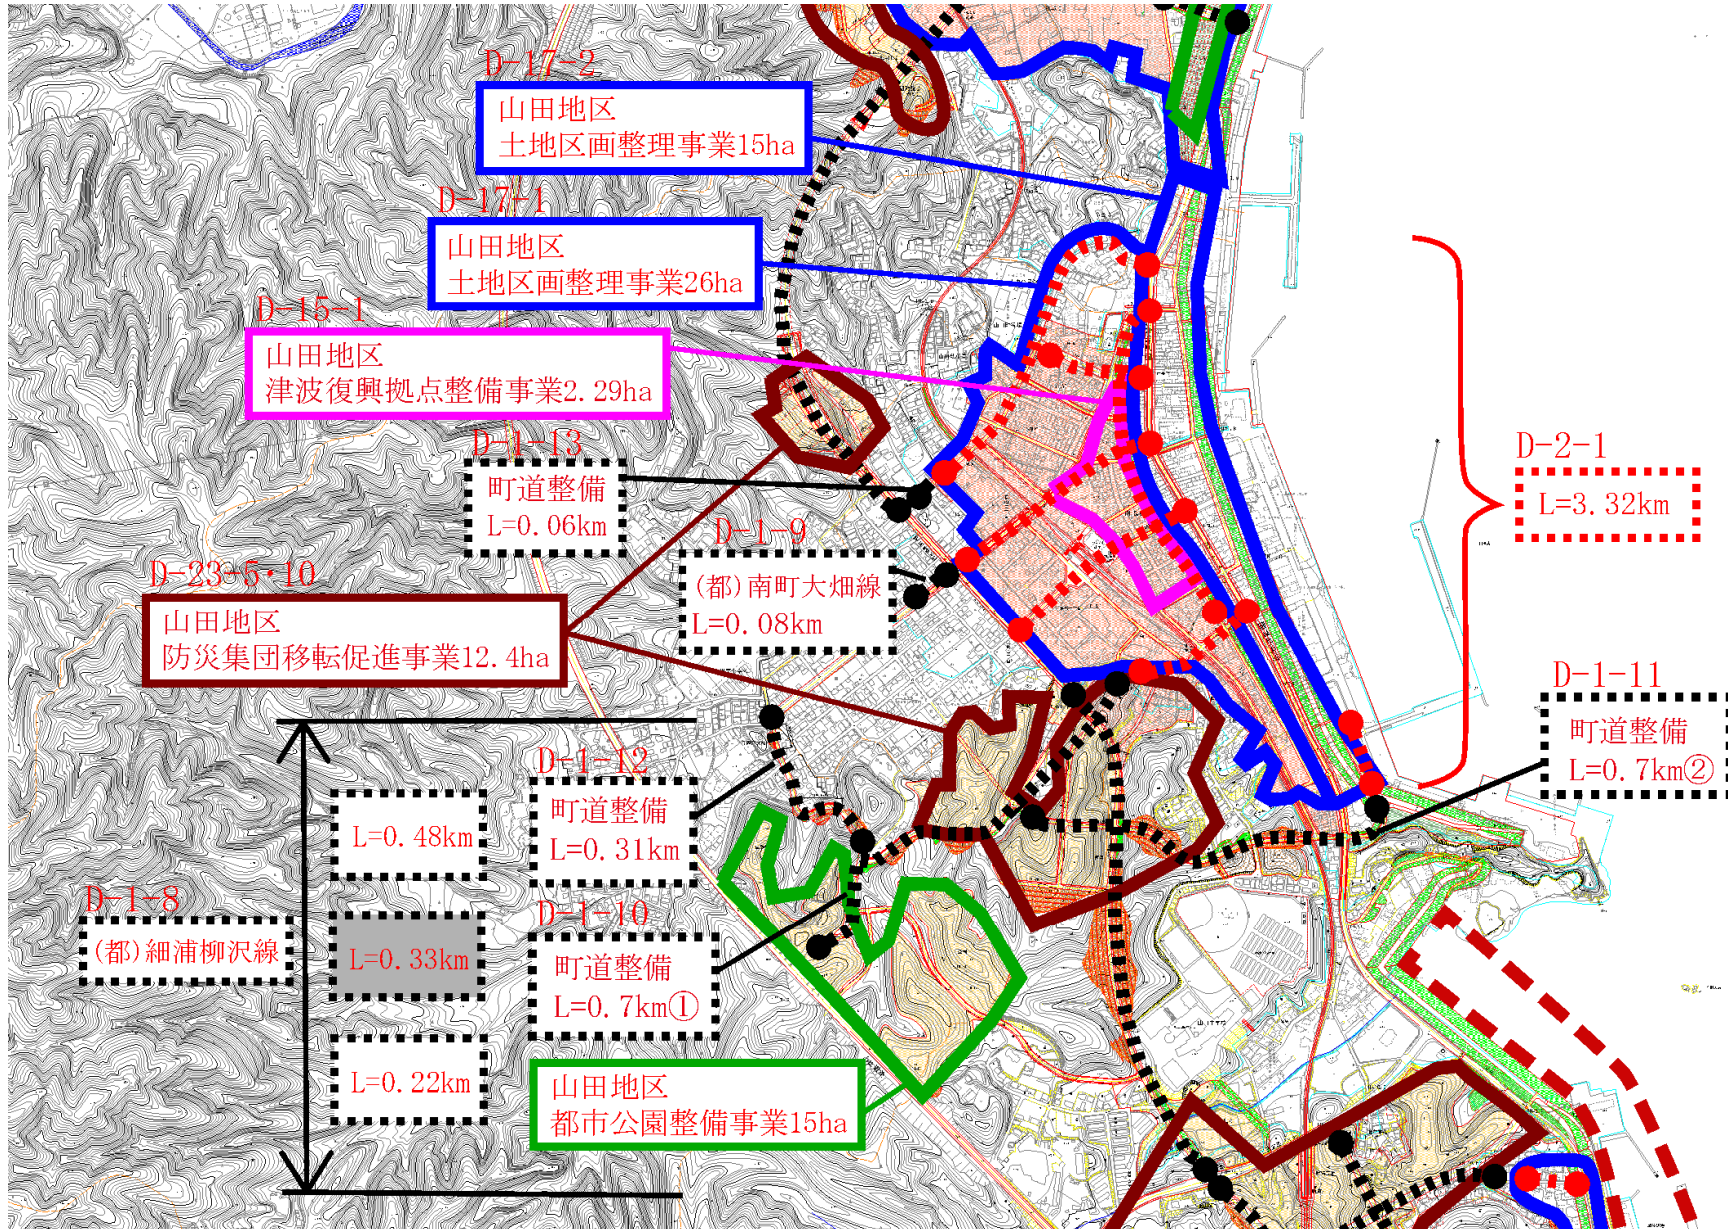 D-17-2
山田地区
土地区画整理事業15ha
D-17-1
山田地区
土地区画整理事業26ha
D-15-1
山田地区
津波復興拠点整備事業2.29ha
D-1-13
町道整備
L=0.06km
D-2-1
L=3.32km
D-1-9
(都)南町大畑線
L=0.08km
D-23-5・10
山田地区
防災集団移転促進事業12.4ha
D-1-11
町道整備
L=0.7km②
D-1-12
町道整備
L=0.31km
L=0.48km
D-1-8
(都)細浦柳沢線
L=0.33km
D-1-10
町道整備
L=0.7km①
L=0.22km
山田地区
都市公園整備事業15ha